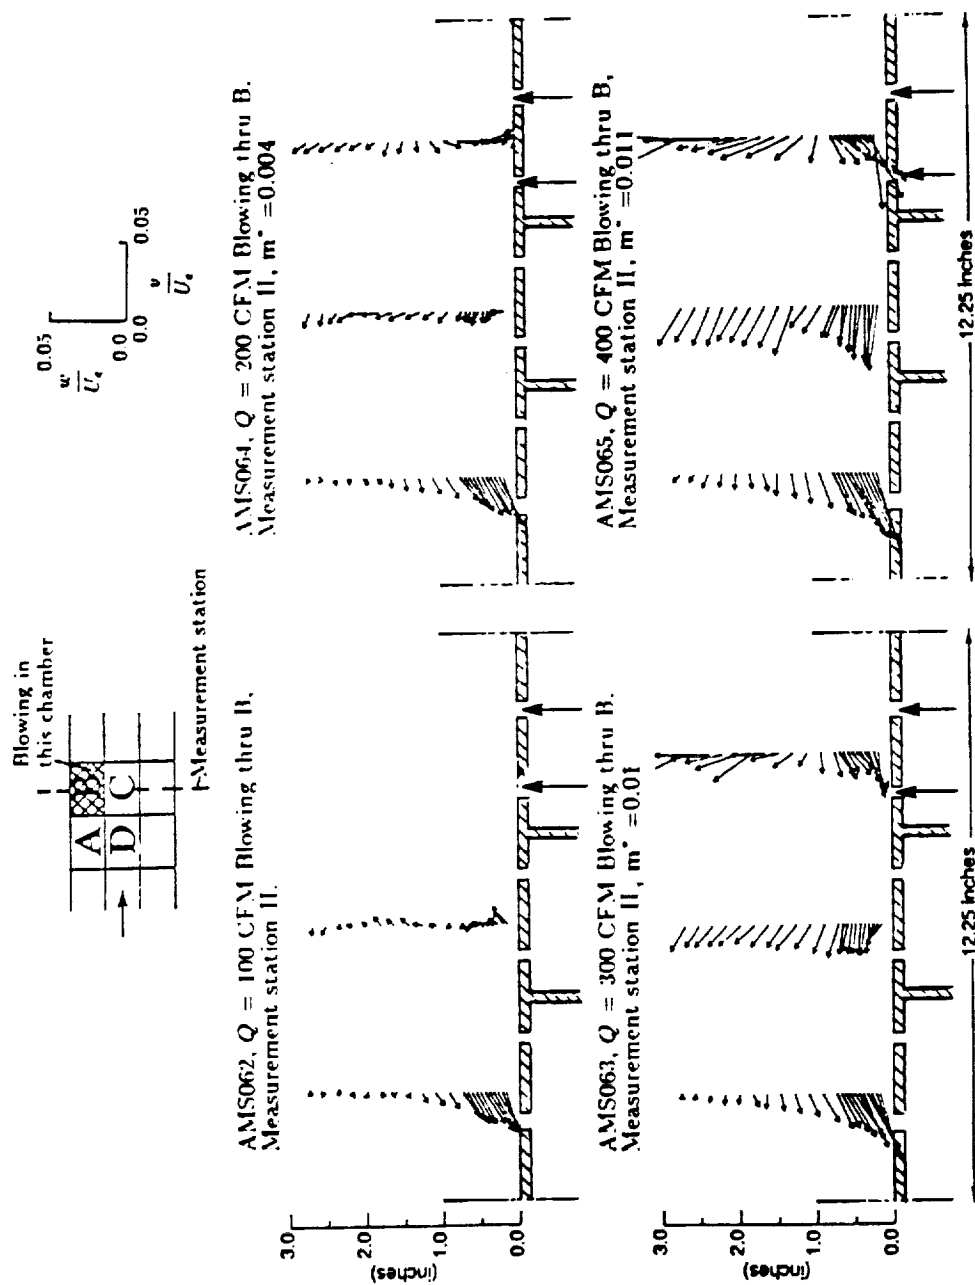 Blowing in
this chamber
A
D
C
Measurement station
0.05
w
U_e
0.0
0.0
v
U_e
0.05
AMS062, Q = 100 CFM Blowing thru B,
Measurement station II.
AMS064, Q = 200 CFM Blowing thru B.
Measurement station II, m* =0.004
3.0
2.0
1.0
0.0
(inches)
AMS063, Q = 300 CFM Blowing thru B.
Measurement station II, m* =0.01
AMS065, Q = 400 CFM Blowing thru B,
Measurement station II, m* =0.011
3.0
2.0
1.0
0.0
(inches)
12.25 inches
12.25 inches